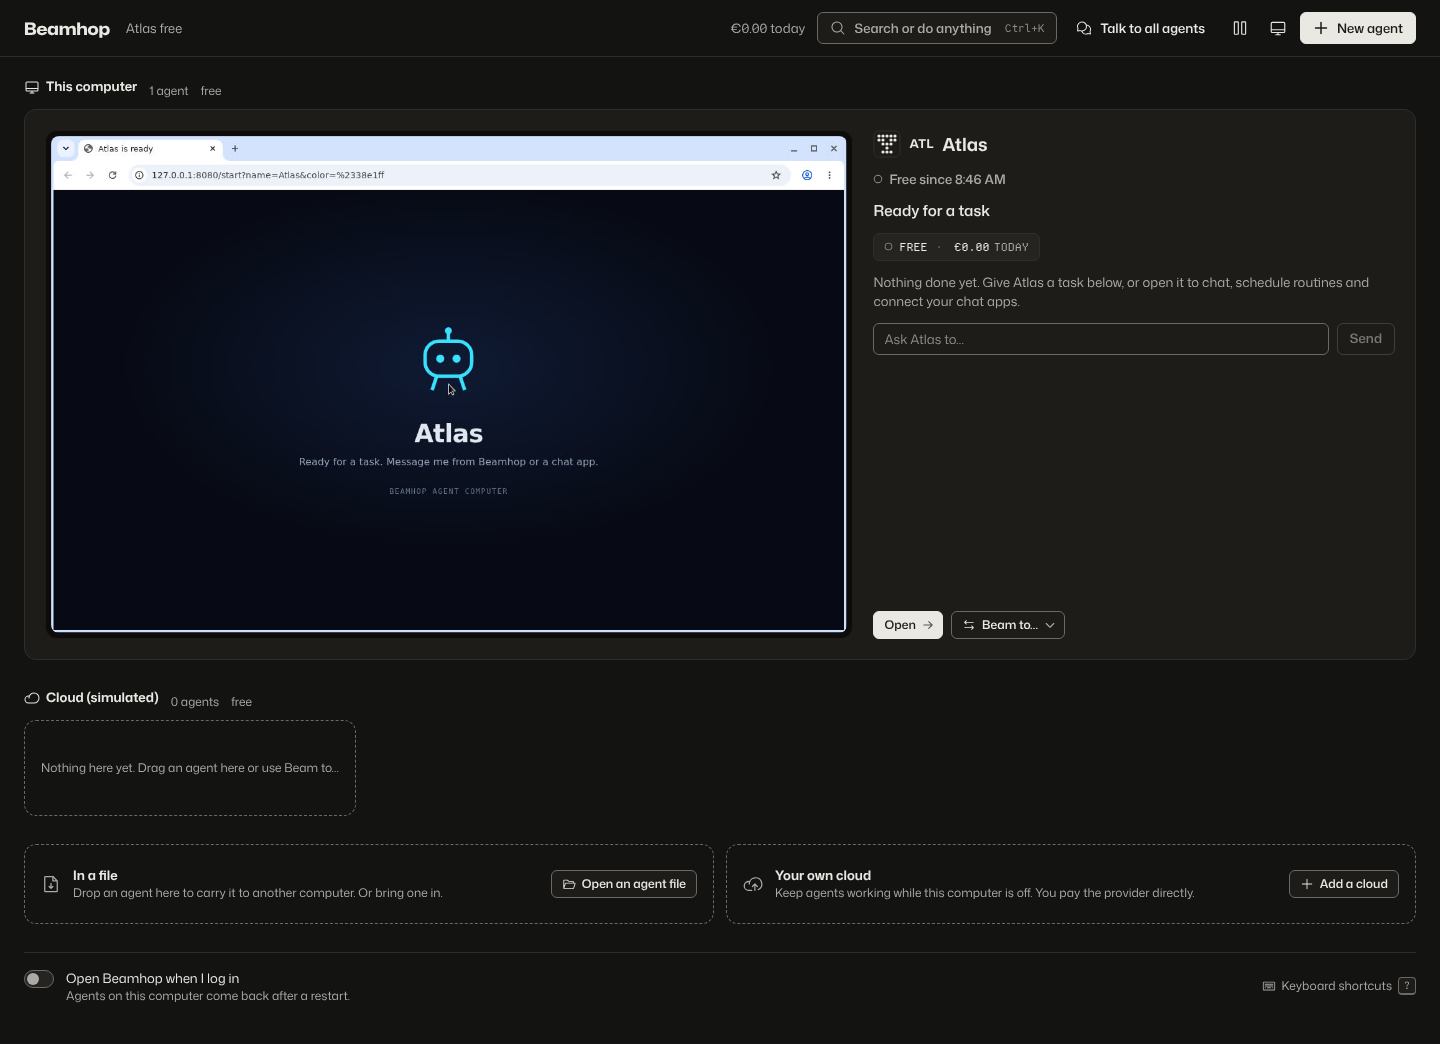 Beamhop Atlas free €0.00 today Search or do anything Ctrl+K Talk to all agents New agent
This computer 1 agent free
Atlas is ready
127.0.0.1:8080/start?name=Atlas&color=%2338e1ff
Atlas
Ready for a task. Message me from Beamhop or a chat app.
BEAMHOP AGENT COMPUTER
ATL Atlas
Free since 8:46 AM
Ready for a task
FREE · €0.00 TODAY
Nothing done yet. Give Atlas a task below, or open it to chat, schedule routines and
connect your chat apps.
Ask Atlas to... Send
Open Beam to...
Cloud (simulated) 0 agents free
Nothing here yet. Drag an agent here or use Beam to...
In a file
Drop an agent here to carry it to another computer. Or bring one in.
Open an agent file
Your own cloud
Keep agents working while this computer is off. You pay the provider directly.
Add a cloud
Open Beamhop when I log in
Agents on this computer come back after a restart.
Keyboard shortcuts ?